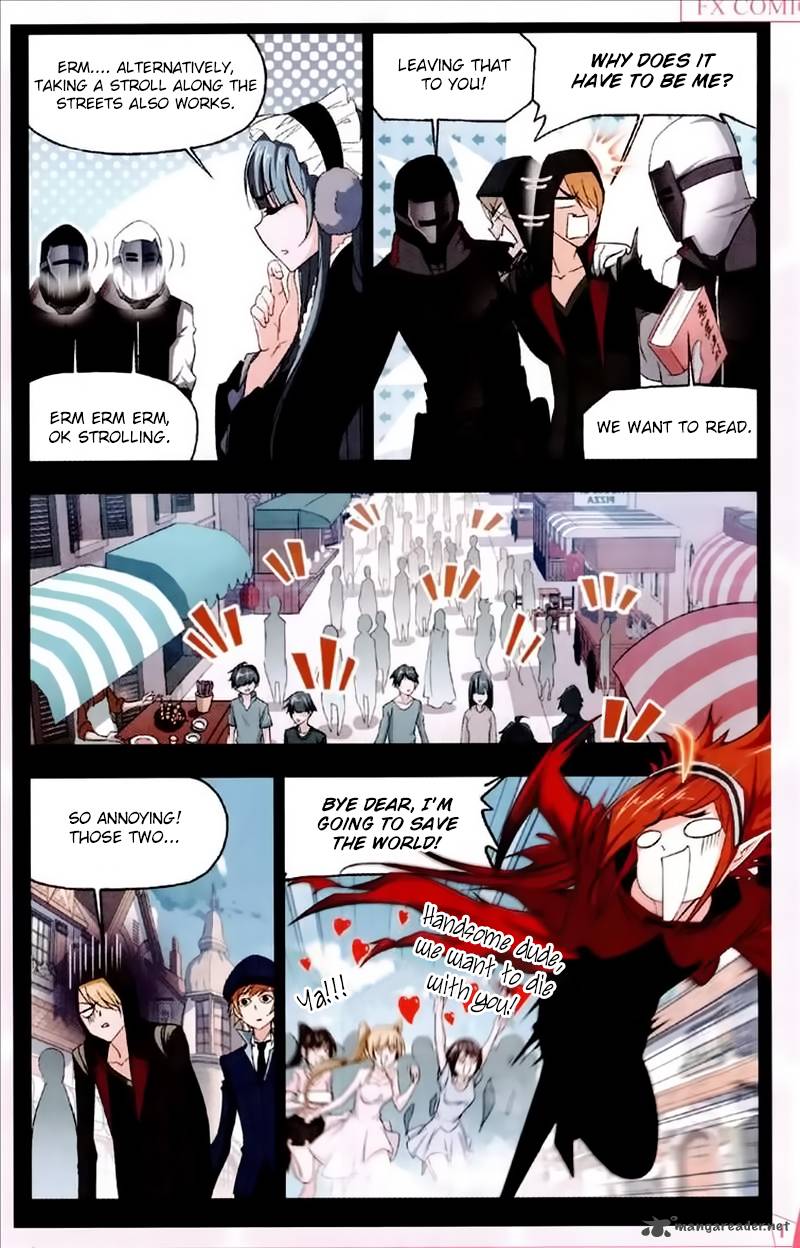 FX COMIC
ERM.... ALTERNATIVELY,
TAKING A STROLL ALONG THE
STREETS ALSO WORKS.
LEAVING THAT
TO YOU!
WHY DOES IT
HAVE TO BE ME?
ERM ERM ERM,
OK STROLLING.
WE WANT TO READ.
PIZZA
SO ANNOYING!
THOSE TWO...
BYE DEAR, I'M
GOING TO SAVE
THE WORLD!
Handsome dude,
we want to die
with you!
Ya!!!
mangareader.net